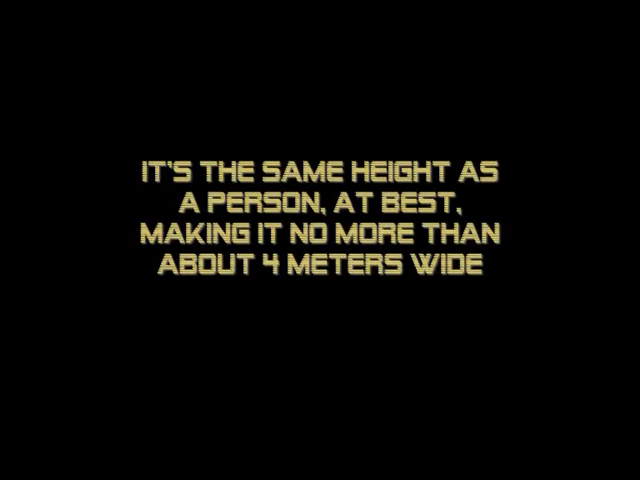 IT'S THE SAME HEIGHT AS
A PERSON, AT BEST,
MAKING IT NO MORE THAN
ABOUT 4 METERS WIDE